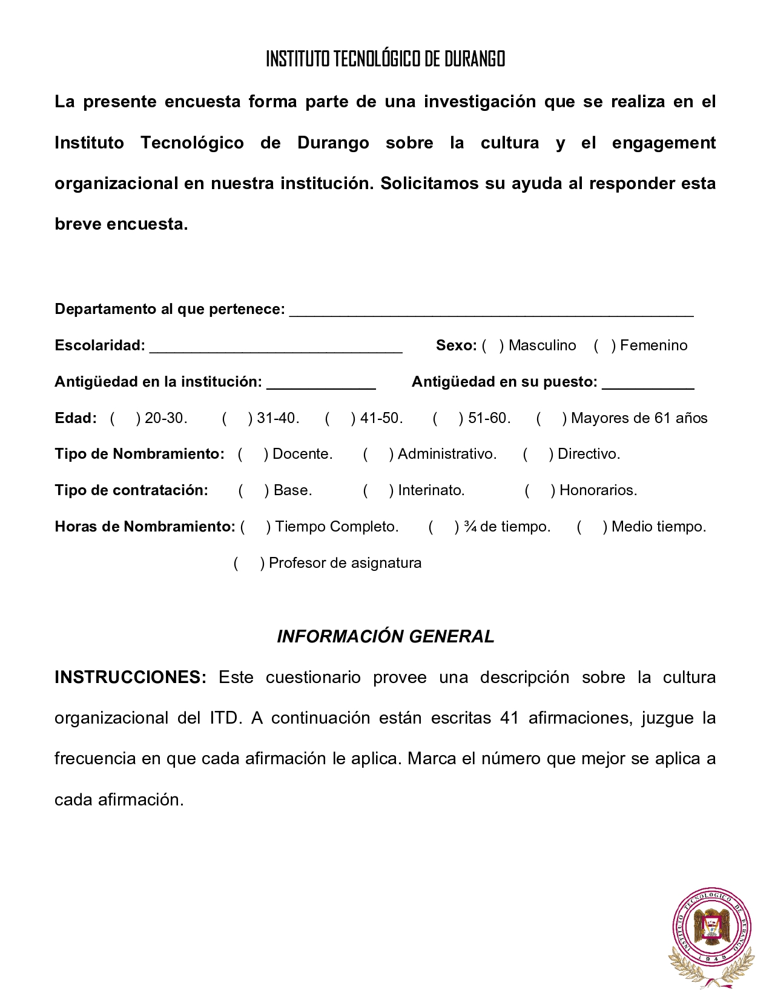 INSTITUTO TECNOLÓGICO DE DURANGO
La presente encuesta forma parte de una investigación que se realiza en el
Instituto Tecnológico de Durango sobre la cultura y el engagement
organizacional en nuestra institución. Solicitamos su ayuda al responder esta
breve encuesta.
Departamento al que pertenece: ________________________________________________
Escolaridad: ______________________________ Sexo: ( ) Masculino ( ) Femenino
Antigüedad en la institución: _____________ Antigüedad en su puesto: ___________
Edad: ( ) 20-30. ( ) 31-40. ( ) 41-50. ( ) 51-60. ( ) Mayores de 61 años
Tipo de Nombramiento: ( ) Docente. ( ) Administrativo. ( ) Directivo.
Tipo de contratación: ( ) Base. ( ) Interinato. ( ) Honorarios.
Horas de Nombramiento: ( ) Tiempo Completo. ( ) ¾ de tiempo. ( ) Medio tiempo.
( ) Profesor de asignatura
INFORMACIÓN GENERAL
INSTRUCCIONES: Este cuestionario provee una descripción sobre la cultura
organizacional del ITD. A continuación están escritas 41 afirmaciones, juzgue la
frecuencia en que cada afirmación le aplica. Marca el número que mejor se aplica a
cada afirmación.
INSTITUTO TECNOLOGICO DE DURANGO
1948